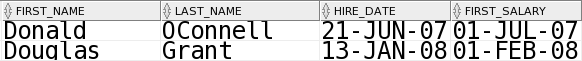 FIRST_NAME LAST_NAME HIRE_DATE FIRST_SALARY
Donald OConnell 21-JUN-07 01-JUL-07
Douglas Grant 13-JAN-08 01-FEB-08